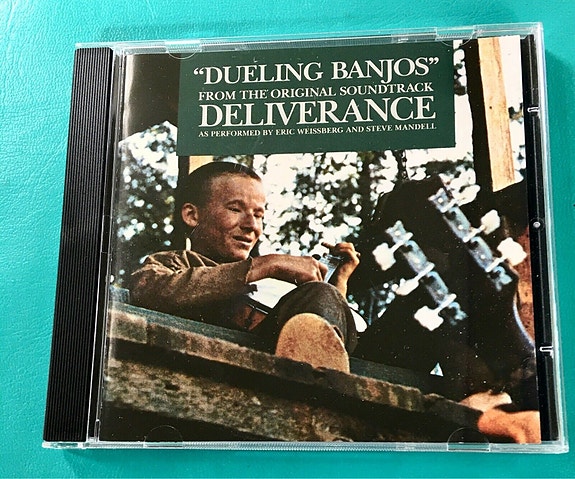 “DUELING BANJOS”
FROM THE ORIGINAL SOUNDTRACK
DELIVERANCE
AS PERFORMED BY ERIC WEISSBERG AND STEVE MANDELL